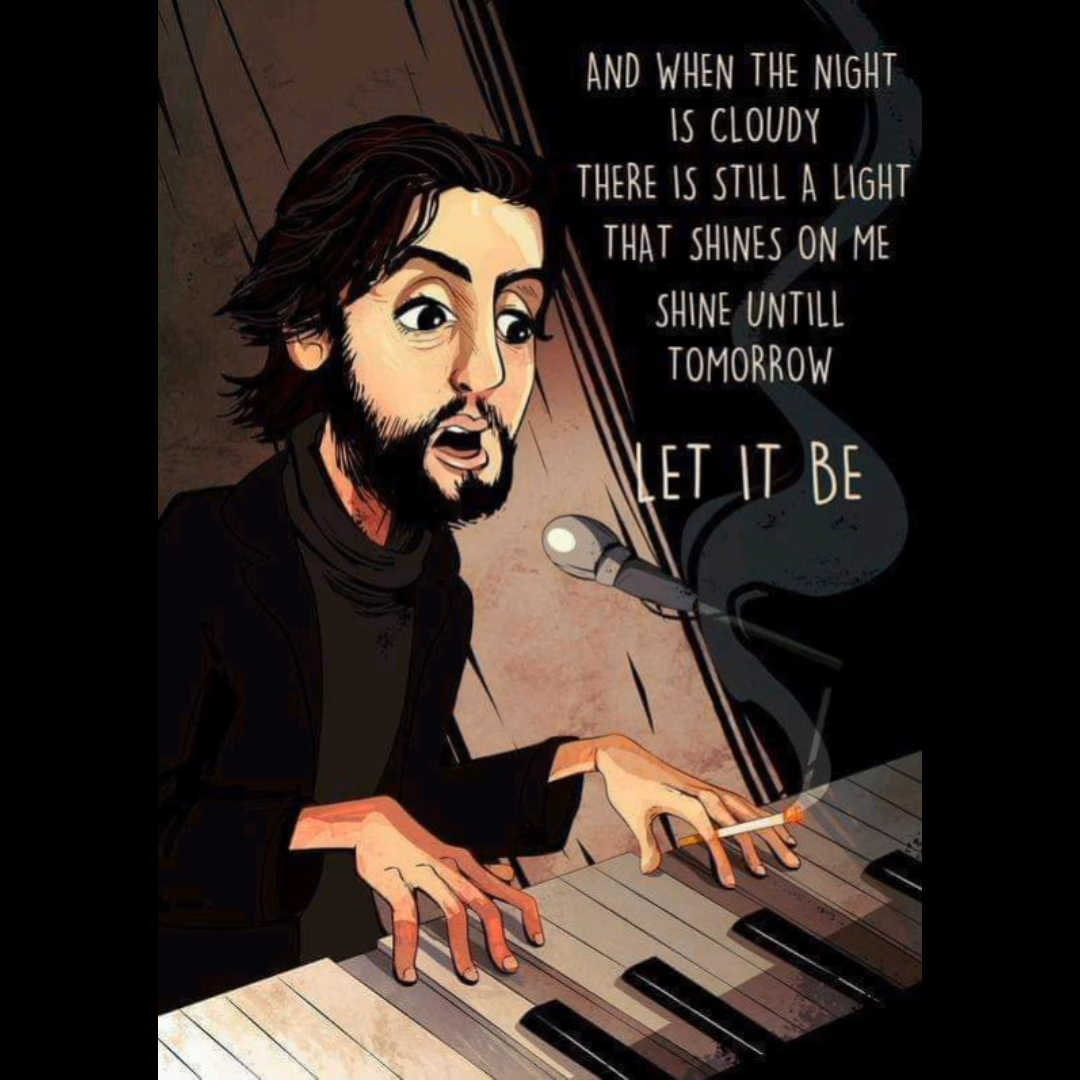 AND WHEN THE NIGHT
IS CLOUDY
THERE IS STILL A LIGHT
THAT SHINES ON ME
SHINE UNTILL
TOMORROW
LET IT BE